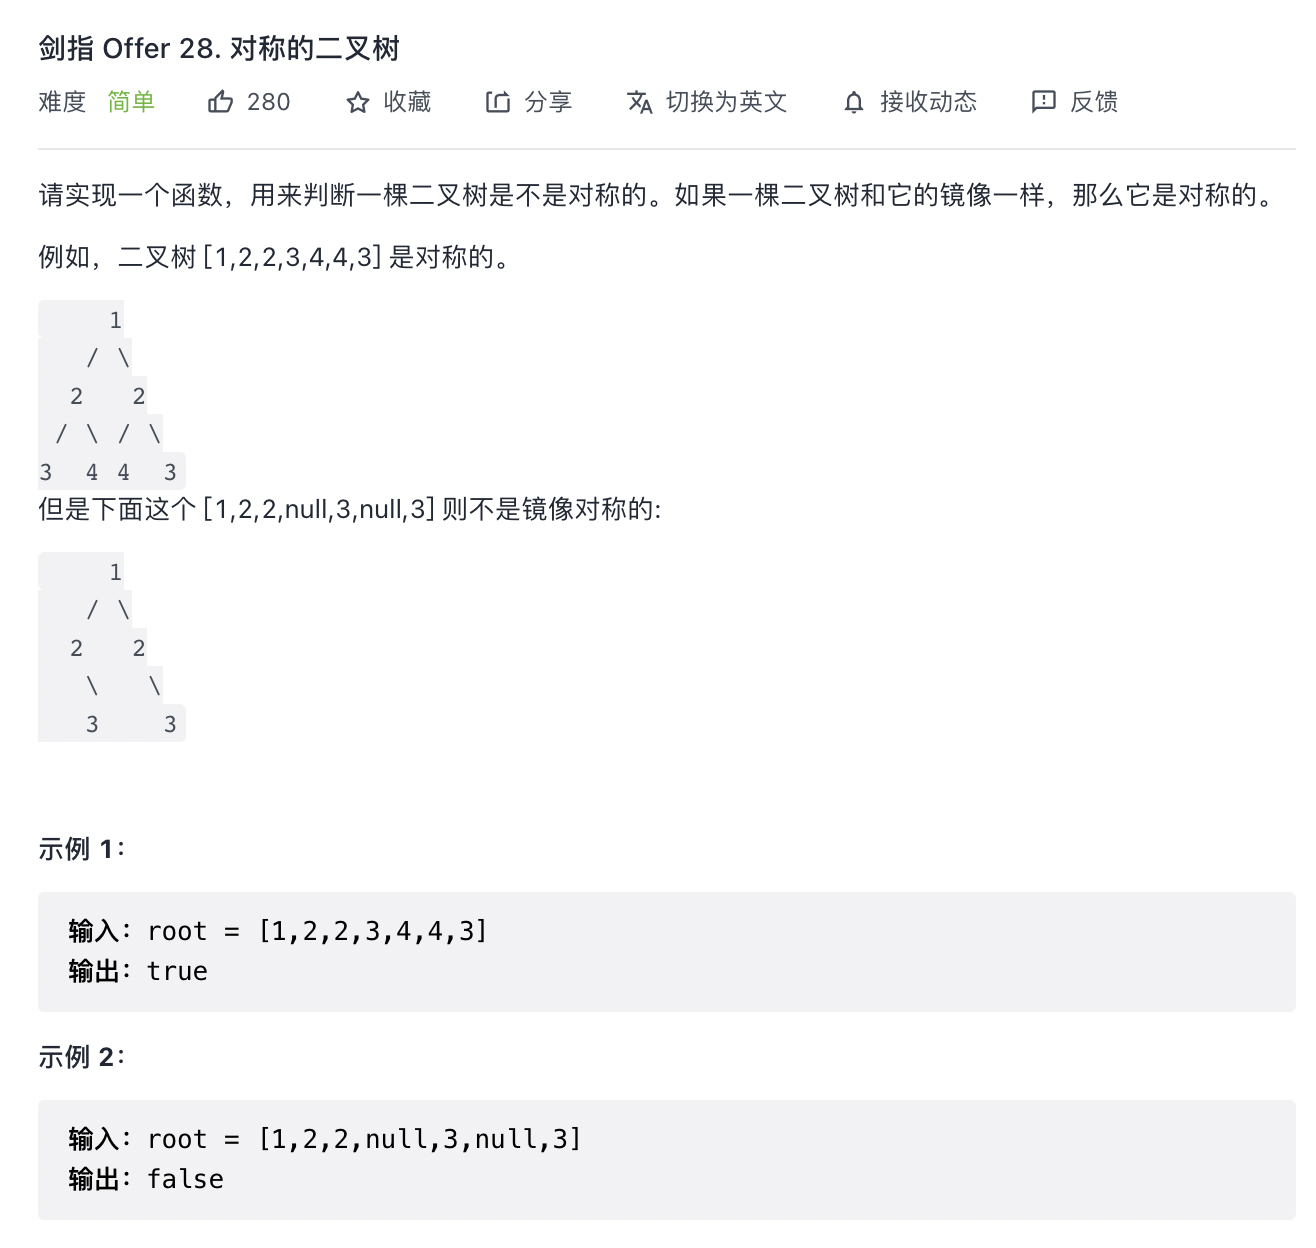 剑指 Offer 28. 对称的二叉树
难度 简单 280 收藏 分享 切换为英文 接收动态 反馈
请实现一个函数，用来判断一棵二叉树是不是对称的。如果一棵二叉树和它的镜像一样，那么它是对称的。
例如，二叉树 [1,2,2,3,4,4,3] 是对称的。
1
/ \
2 2
/ \ / \
3 4 4 3
但是下面这个 [1,2,2,null,3,null,3] 则不是镜像对称的:
1
/ \
2 2
\ \
3 3
示例 1：
输入：root = [1,2,2,3,4,4,3]
输出：true
示例 2：
输入：root = [1,2,2,null,3,null,3]
输出：false